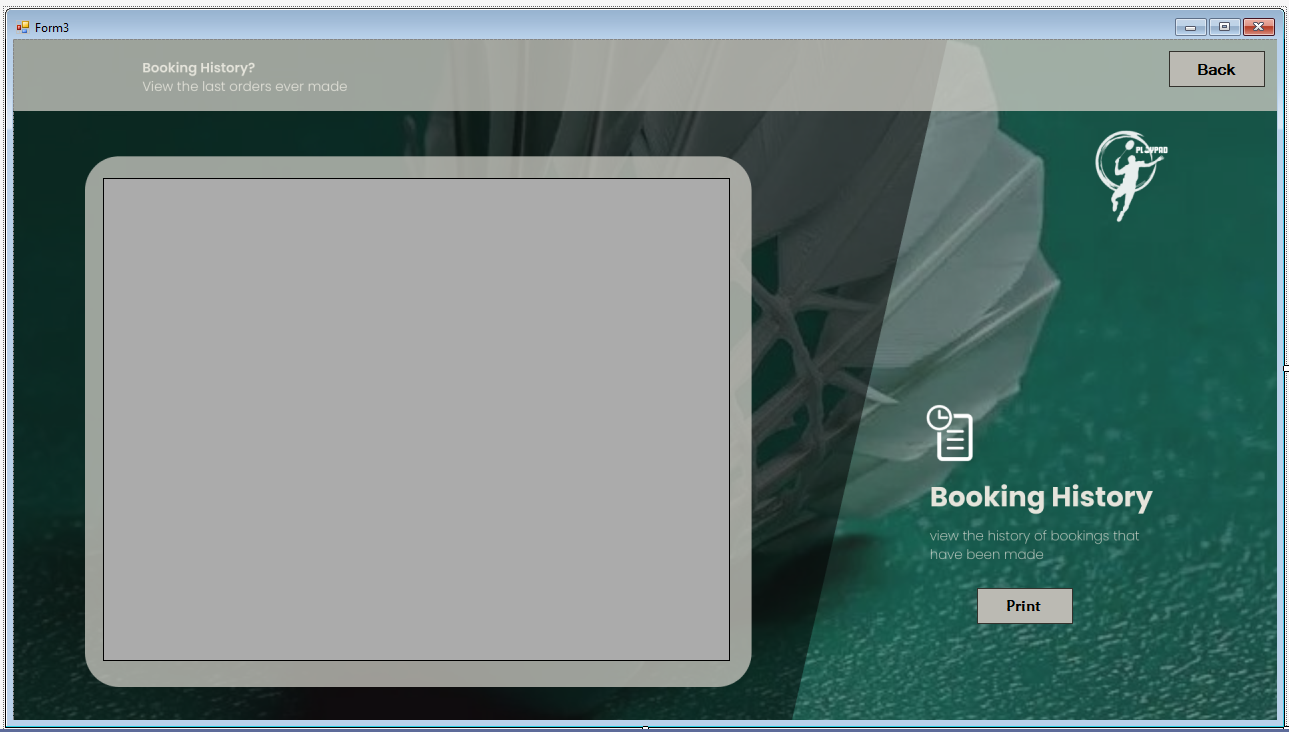 Form3
Booking History?
View the last orders ever made
Back
PLAYPAD
Booking History
view the history of bookings that
have been made
Print